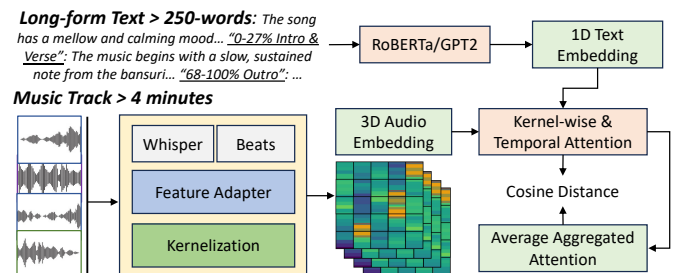 Long-form Text > 250-words: The song
has a mellow and calming mood... “0-27% Intro &
Verse”: The music begins with a slow, sustained
note from the bansuri... “68-100% Outro”: ...
RoBERTa/GPT2
1D Text
Embedding
Music Track > 4 minutes
Whisper
Beats
Feature Adapter
Kernelization
3D Audio
Embedding
Kernel-wise &
Temporal Attention
Cosine Distance
Average Aggregated
Attention